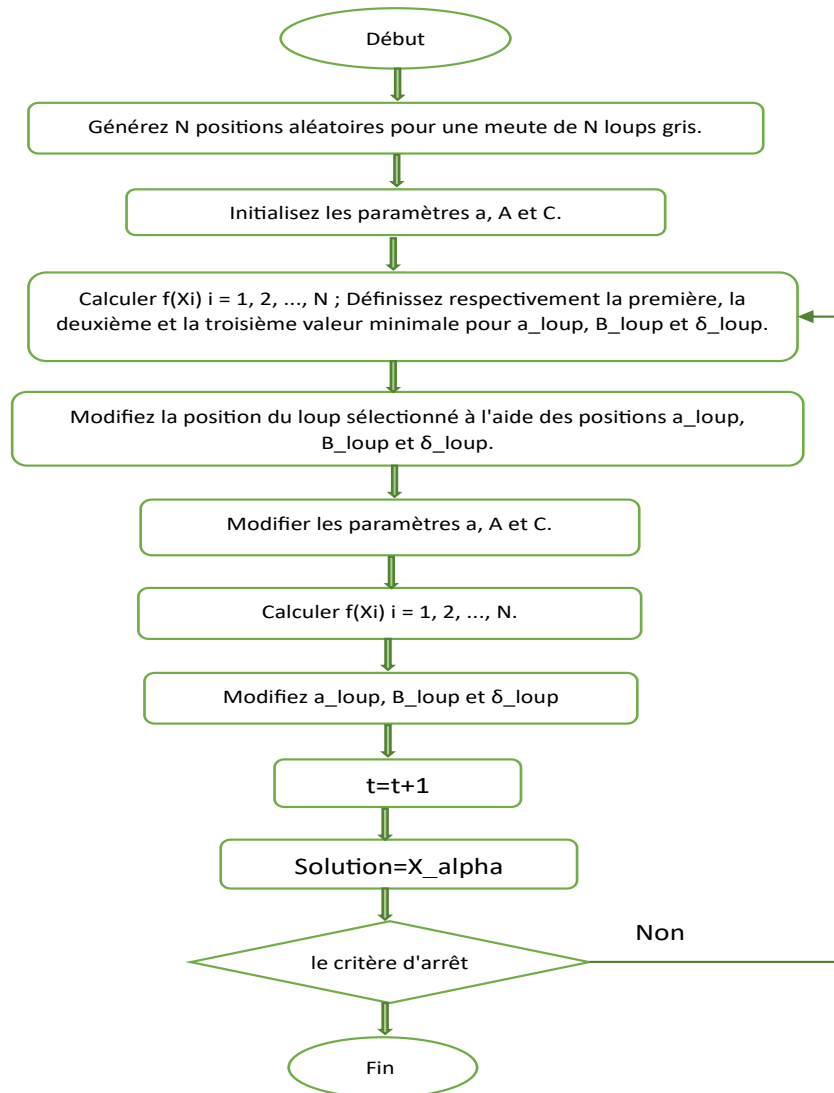 Début
Générez N positions aléatoires pour une meute de N loups gris.
Initialisez les paramètres a, A et C.
Calculer f(Xi) i = 1, 2, ..., N ; Définissez respectivement la première, la
deuxième et la troisième valeur minimale pour a_loup, B_loup et δ_loup.
Modifiez la position du loup sélectionné à l'aide des positions a_loup,
B_loup et δ_loup.
Modifier les paramètres a, A et C.
Calculer f(Xi) i = 1, 2, ..., N.
Modifiez a_loup, B_loup et δ_loup
t=t+1
Solution=X_alpha
Non
le critère d'arrêt
Fin